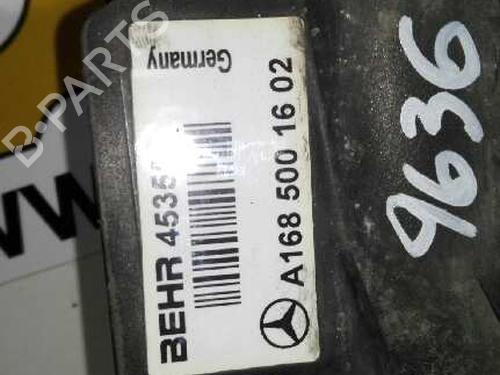 Germany
BEHR 4535
A168 500 16 02
9636
B-PARTS
WW